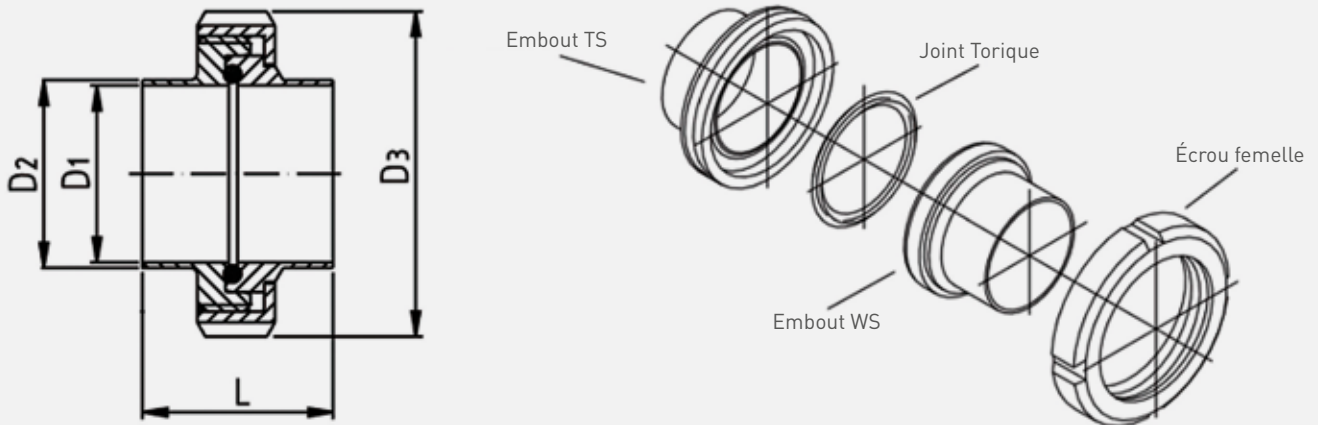 D2
D1
D3
L
Embout TS
Joint Torique
Écrou femelle
Embout WS